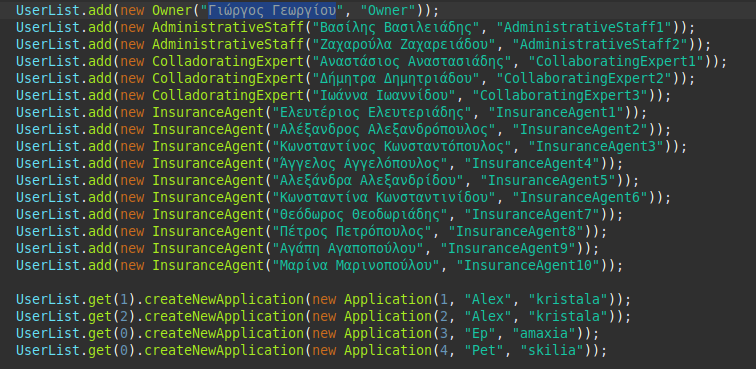 UserList.add(new Owner("Γιώργος Γεωργίου", "Owner"));
UserList.add(new AdministrativeStaff("Βασίλης Βασιλειάδης", "AdministrativeStaff1"));
UserList.add(new AdministrativeStaff("Ζαχαρούλα Ζαχαρειάδου", "AdministrativeStaff2"));
UserList.add(new ColladoratingExpert("Αναστάσιος Αναστασιάδης", "CollaboratingExpert1"));
UserList.add(new ColladoratingExpert("Δήμητρα Δημητριάδου", "CollaboratingExpert2"));
UserList.add(new ColladoratingExpert("Ιωάννα Ιωαννίδου", "CollaboratingExpert3"));
UserList.add(new InsuranceAgent("Ελευτέριος Ελευτεριάδης", "InsuranceAgent1"));
UserList.add(new InsuranceAgent("Αλέξανδρος Αλεξανδρόπουλος", "InsuranceAgent2"));
UserList.add(new InsuranceAgent("Κωνσταντίνος Κωνσταντόπουλος", "InsuranceAgent3"));
UserList.add(new InsuranceAgent("Άγγελος Αγγελόπουλος", "InsuranceAgent4"));
UserList.add(new InsuranceAgent("Αλεξάνδρα Αλεξανδρίδου", "InsuranceAgent5"));
UserList.add(new InsuranceAgent("Κωνσταντίνα Κωνσταντινίδου", "InsuranceAgent6"));
UserList.add(new InsuranceAgent("Θεόδωρος Θεοδωριάδης", "InsuranceAgent7"));
UserList.add(new InsuranceAgent("Πέτρος Πετρόπουλος", "InsuranceAgent8"));
UserList.add(new InsuranceAgent("Αγάπη Αγαποπούλου", "InsuranceAgent9"));
UserList.add(new InsuranceAgent("Μαρίνα Μαρινοπούλου", "InsuranceAgent10"));
UserList.get(1).createNewApplication(new Application(1, "Alex", "kristala"));
UserList.get(2).createNewApplication(new Application(2, "Alex", "kristala"));
UserList.get(0).createNewApplication(new Application(3, "Ep", "amaxia"));
UserList.get(0).createNewApplication(new Application(4, "Pet", "skilia"));